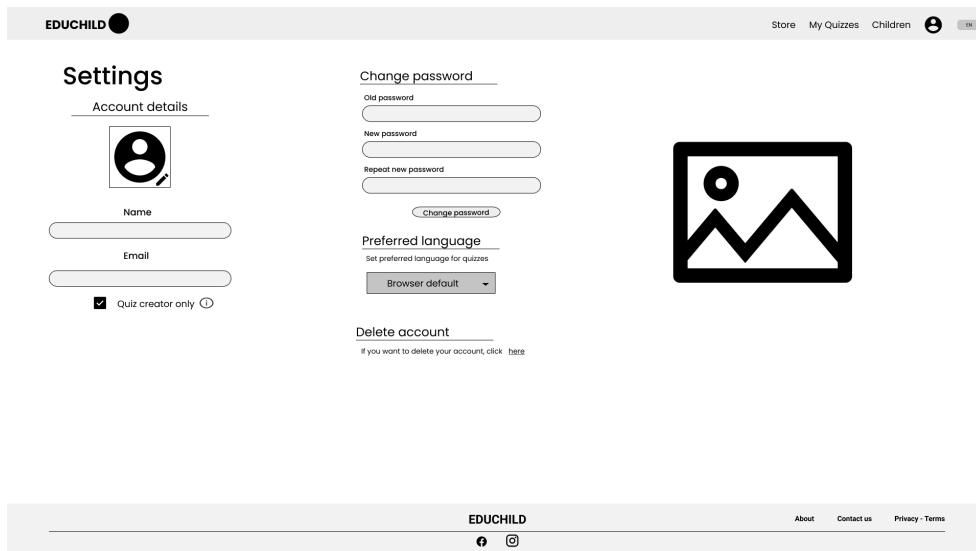 EDUCHILD
Store My Quizzes Children EN
Settings
Account details
Name
Email
Quiz creator only
Change password
Old password
New password
Repeat new password
Change password
Preferred language
Set preferred language for quizzes
Browser default
Delete account
If you want to delete your account, click here
EDUCHILD
About Contact us Privacy - Terms